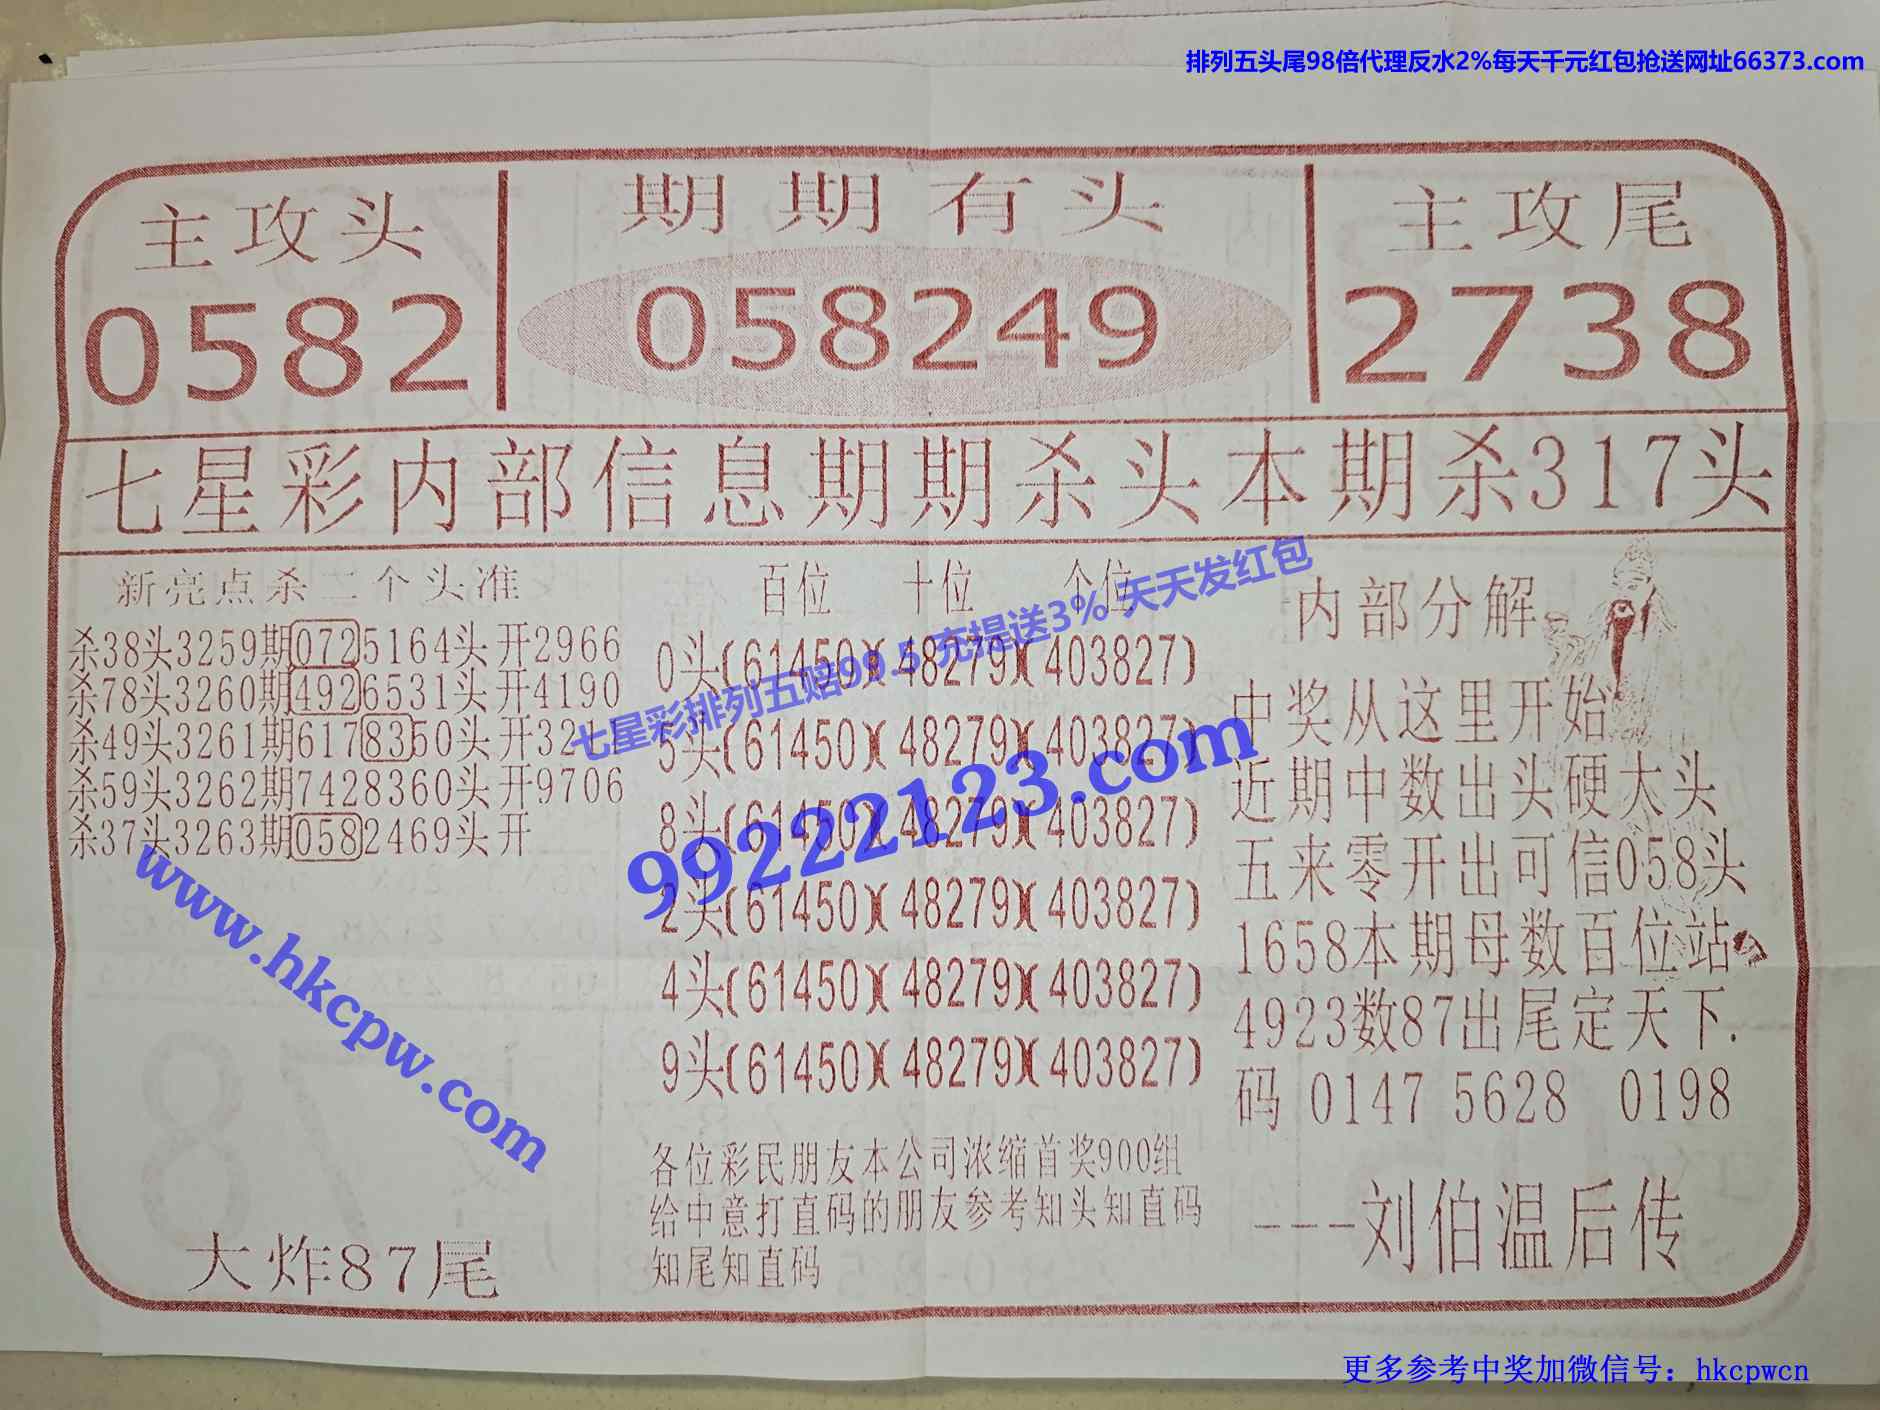 排列五头尾98倍代理反水2%每天千元红包抢送网址66373.com
主攻头
期期有头
主攻尾
0582
058249
2738
七星彩内部信息期期杀头本期杀317头
新亮点杀二个头准
杀38头3259期0725164头开2966
杀78头3260期4926531头开4190
杀49头3261期6178350头开32
杀59头3262期7428360头开9706
杀37头3263期0582469头开
大炸87尾
百位 十位 个位
0头(61450)(48279)(403827)
5头(61450)(48279)(403827)
8头(61450)(48279)(403827)
2头(61450)(48279)(403827)
4头(61450)(48279)(403827)
9头(61450)(48279)(403827)
各位彩民朋友本公司浓缩首奖900组
给中意打直码的朋友参考知头知直码
知尾知直码
内部分解
中奖从这里开始
近期中数出头硬大头
五来零开出可信058头
1658本期母数百位站
4923数87出尾定天下.
码 0147 5628 0198
---刘伯温后传
七星彩排列五赔99.5 充提送3% 天天发红包
99222123.com
www.hkcpw.com
更多参考中奖加微信号：hkcpwcn